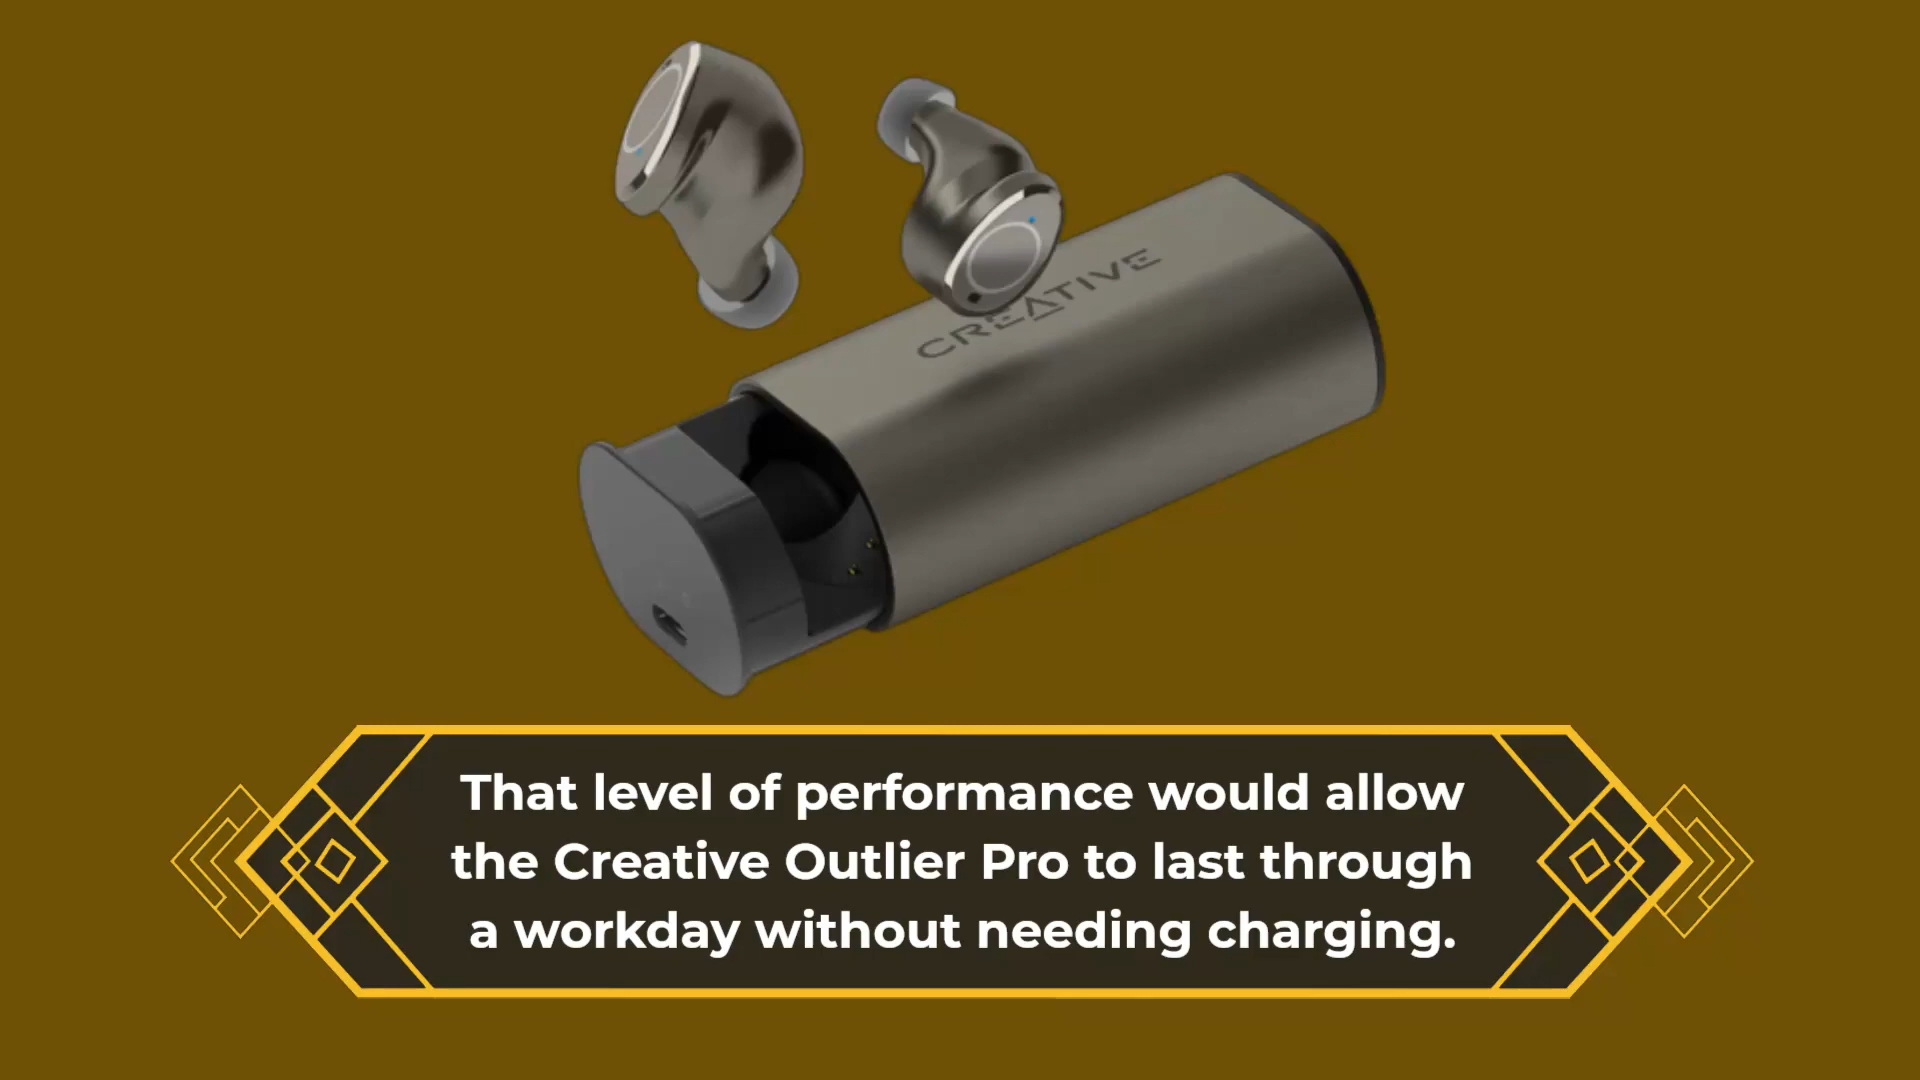 CREATIVE
That level of performance would allow
the Creative Outlier Pro to last through
a workday without needing charging.